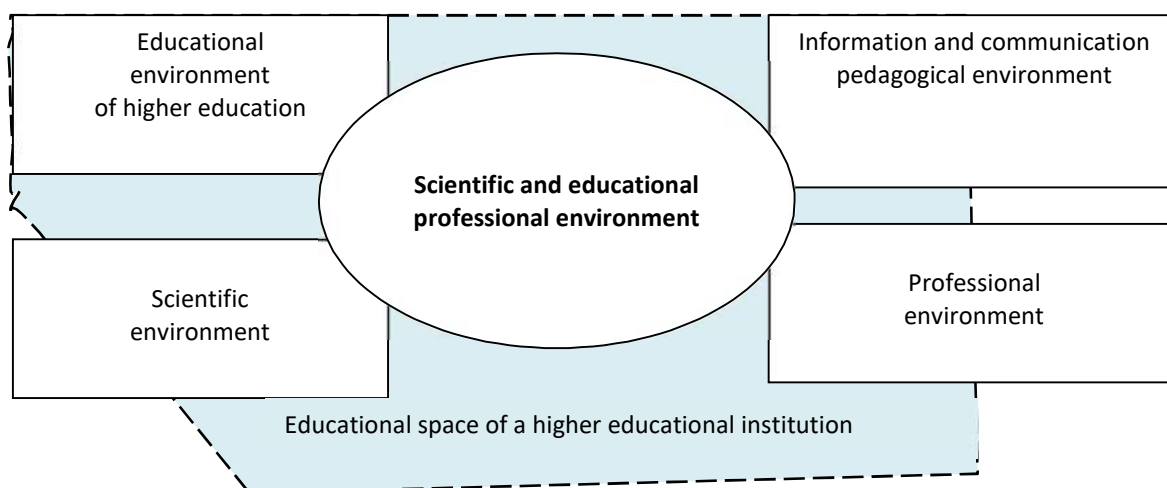 Educational
environment
of higher education
Information and communication
pedagogical environment
Scientific and educational
professional environment
Scientific
environment
Professional
environment
Educational space of a higher educational institution